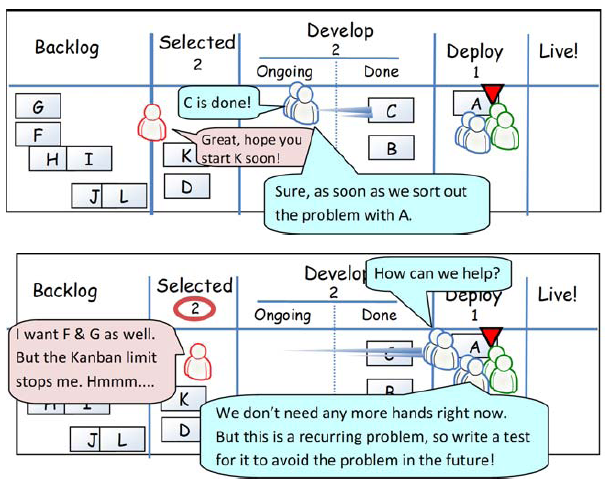 Backlog
Selected
2
Develop
2
Ongoing
Done
Deploy
1
Live!
G
F
H I
J L
C is done!
Great, hope you
start K soon!
K
D
C
B
A
Sure, as soon as we sort out
the problem with A.
Backlog
Selected
2
Develop
2
Ongoing
Done
How can we help?
Deploy
1
Live!
I want F & G as well.
But the Kanban limit
stops me. Hmmm....
H I
J L
K
D
C
B
A
We don't need any more hands right now.
But this is a recurring problem, so write a test
for it to avoid the problem in the future!